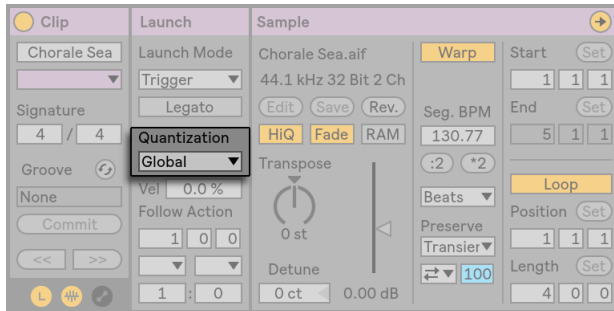 Clip
Launch
Sample
Chorale Sea
Signature
4 / 4
Groove
None
Commit
<< >>
L
Launch Mode
Trigger
Legato
Quantization
Global
Vel 0.0 %
Follow Action
1 0 0
1 : 0
Chorale Sea.aif
44.1 kHz 32 Bit 2 Ch
Edit Save Rev.
HiQ Fade RAM
Transpose
0 st
Detune
0 ct 0.00 dB
Warp
Seg. BPM
130.77
:2 *2
Beats
Preserve
Transier
100
Start Set
1 1 1
End Set
5 1 1
Loop
Position Set
1 1 1
Length Set
4 0 0